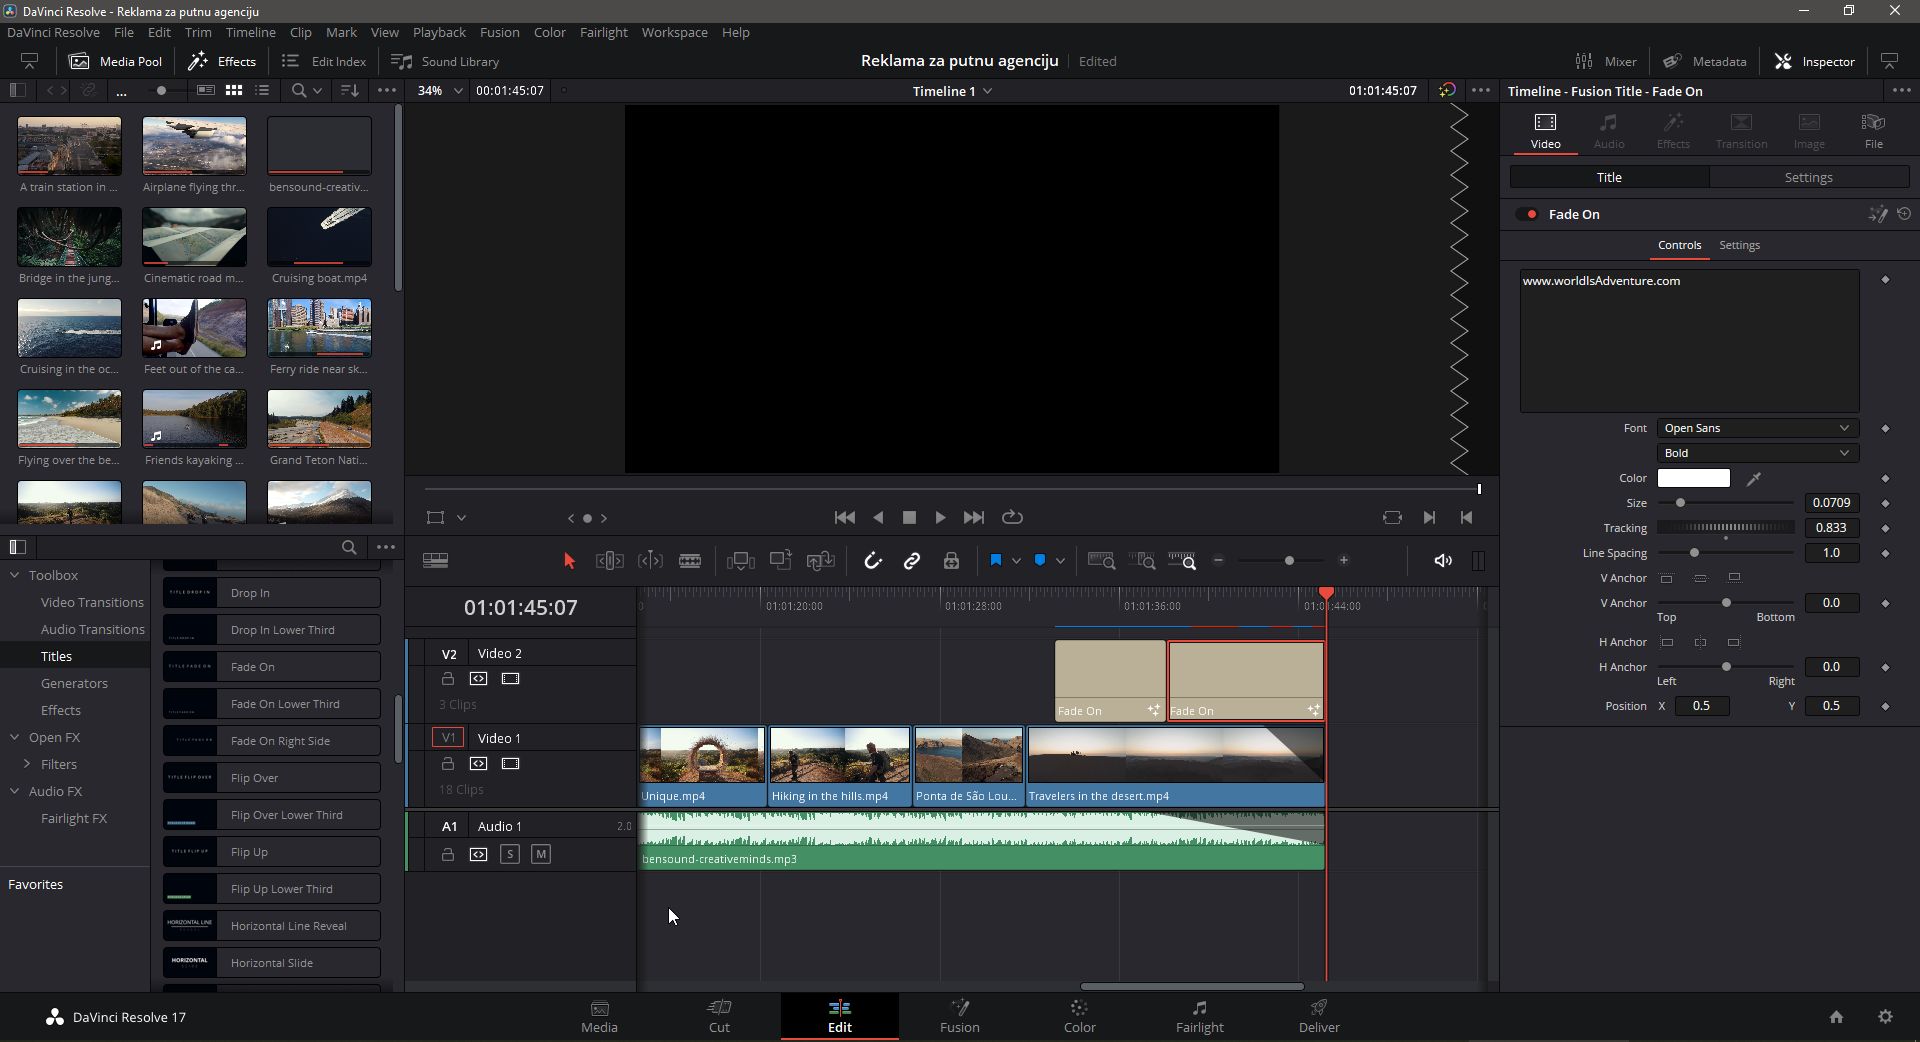 DaVinci Resolve - Reklama za putnu agenciju
DaVinci Resolve File Edit Trim Timeline Clip Mark View Playback Fusion Color Fairlight Workspace Help
Media Pool Effects Edit Index Sound Library
Reklama za putnu agenciju Edited
Mixer Metadata Inspector
... 34% 00:01:45:07 Timeline 1 01:01:45:07
Timeline - Fusion Title - Fade On
A train station in ... Airplane flying thr... bensound-creativ...
Bridge in the jung... Cinematic road m... Cruising boat.mp4
Cruising in the oc... Feet out of the ca... Ferry ride near sk...
Flying over the be... Friends kayaking ... Grand Teton Nati...
Video Audio Effects Transition Image File
Title Settings
Fade On
Controls Settings
www.worldIsAdventure.com
Font Open Sans
Bold
Color
Size 0.0709
Tracking 0.833
Line Spacing 1.0
V Anchor
V Anchor 0.0
Top Bottom
H Anchor
H Anchor 0.0
Left Right
Position X 0.5 Y 0.5
Toolbox
Video Transitions
Audio Transitions
Titles
Generators
Effects
Open FX
Filters
Audio FX
Fairlight FX
Favorites
Drop In
Drop In Lower Third
Fade On
Fade On Lower Third
Fade On Right Side
Flip Over
Flip Over Lower Third
Flip Up
Flip Up Lower Third
Horizontal Line Reveal
Horizontal Slide
01:01:45:07
01:01:20:00 01:01:28:00 01:01:36:00 01:01:44:00
V2 Video 2
3 Clips
Fade On Fade On
V1 Video 1
18 Clips
Unique.mp4 Hiking in the hills.mp4 Ponta de São Lou... Travelers in the desert.mp4
A1 Audio 1 2.0
S M
bensound-creativeminds.mp3
DaVinci Resolve 17
Media Cut Edit Fusion Color Fairlight Deliver